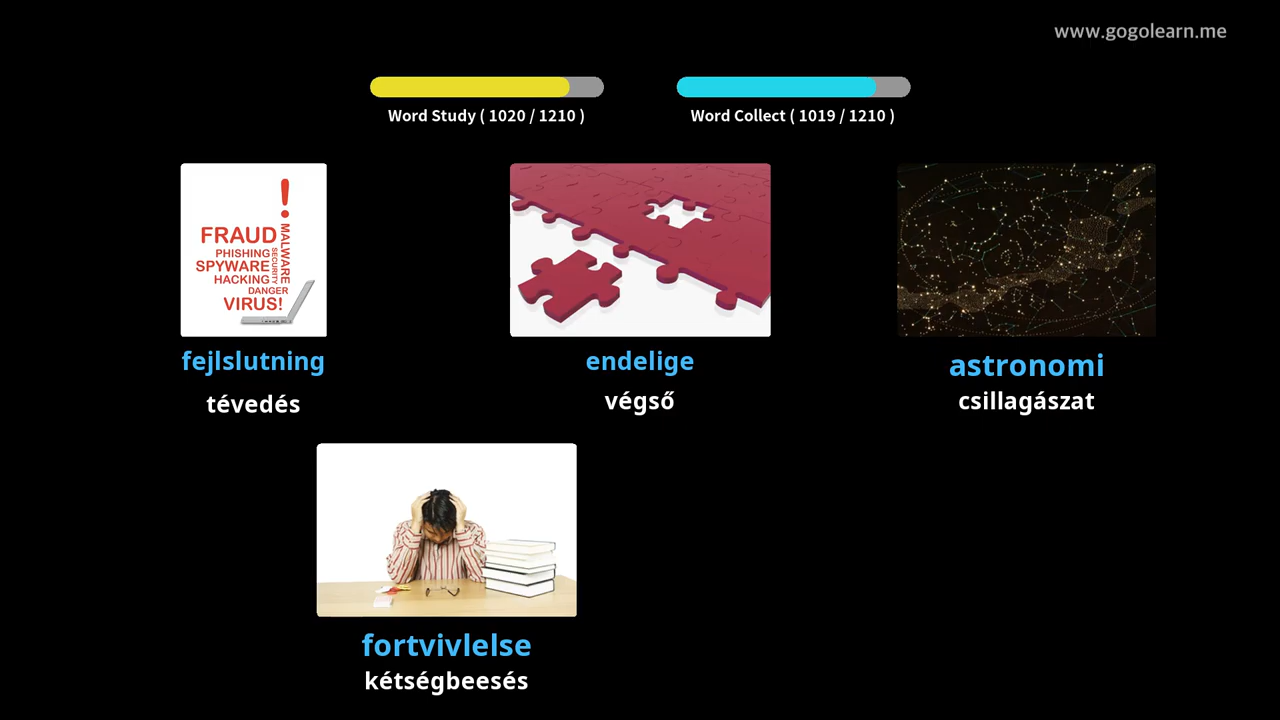 www.gogolearn.me
Word Study ( 1020 / 1210 )
Word Collect ( 1019 / 1210 )
!
FRAUD
MALWARE
PHISHING
SECURITY
SPYWARE
HACKING
DANGER
VIRUS!
fejlslutning
tévedés
endelige
végső
astronomi
csillagászat
fortvivlelse
kétségbeesés